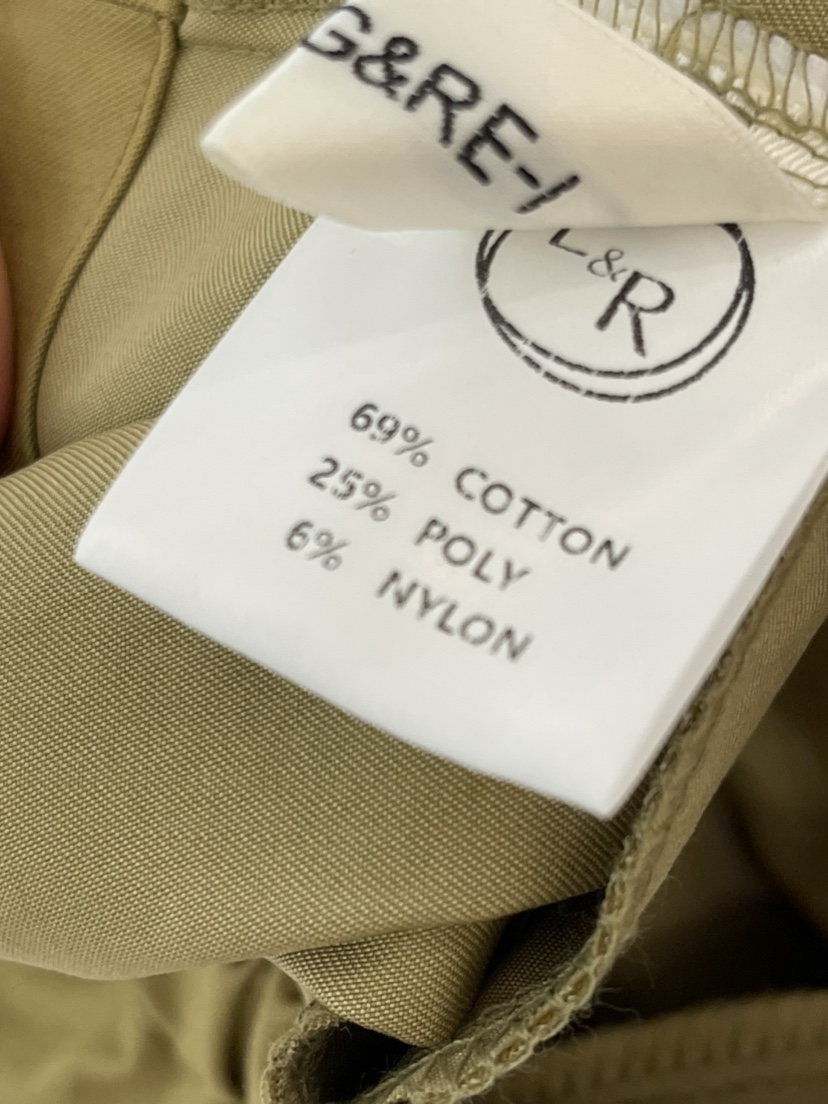 G&RE-
L&R
69% COTTON
25% POLY
6% NYLON